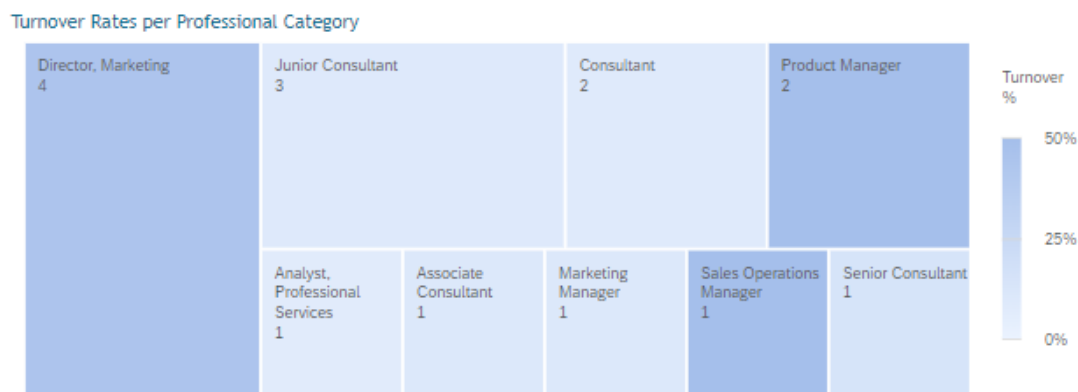 Turnover Rates per Professional Category
Director, Marketing
4
Junior Consultant
3
Consultant
2
Product Manager
2
Analyst,
Professional
Services
1
Associate
Consultant
1
Marketing
Manager
1
Sales Operations
Manager
1
Senior Consultant
1
Turnover
%
50%
25%
0%